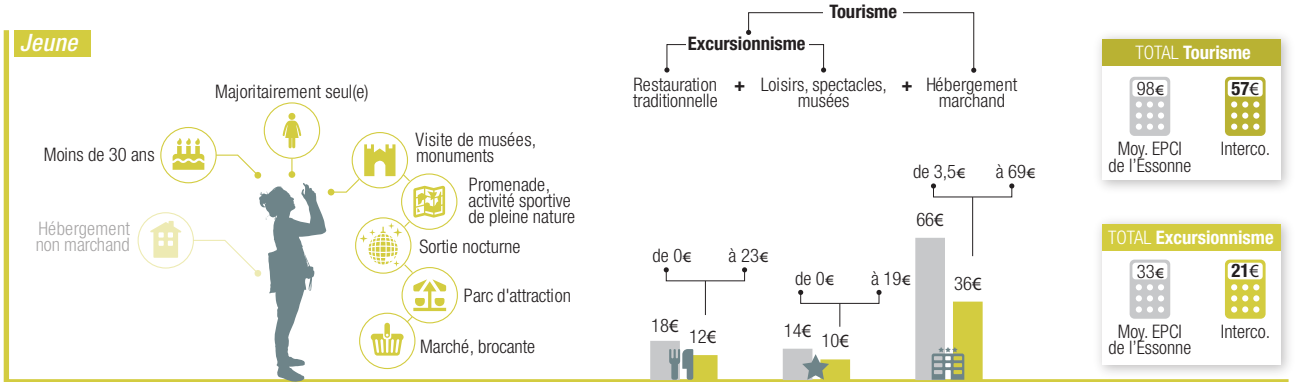 Jeune
Majoritairement seul(e)
Moins de 30 ans
Hébergement
non marchand
Visite de musées,
monuments
Promenade,
activité sportive
de pleine nature
Sortie nocturne
Parc d'attraction
Marché, brocante
Tourisme
Excursionnisme
Restauration
traditionnelle
+
Loisirs, spectacles,
musées
+
Hébergement
marchand
de 0€ à 23€
18€
12€
de 0€ à 19€
14€
10€
de 3,5€ à 69€
66€
36€
TOTAL Tourisme
98€
57€
Moy. EPCI
de l'Essonne
Interco.
TOTAL Excursionnisme
33€
21€
Moy. EPCI
de l'Essonne
Interco.